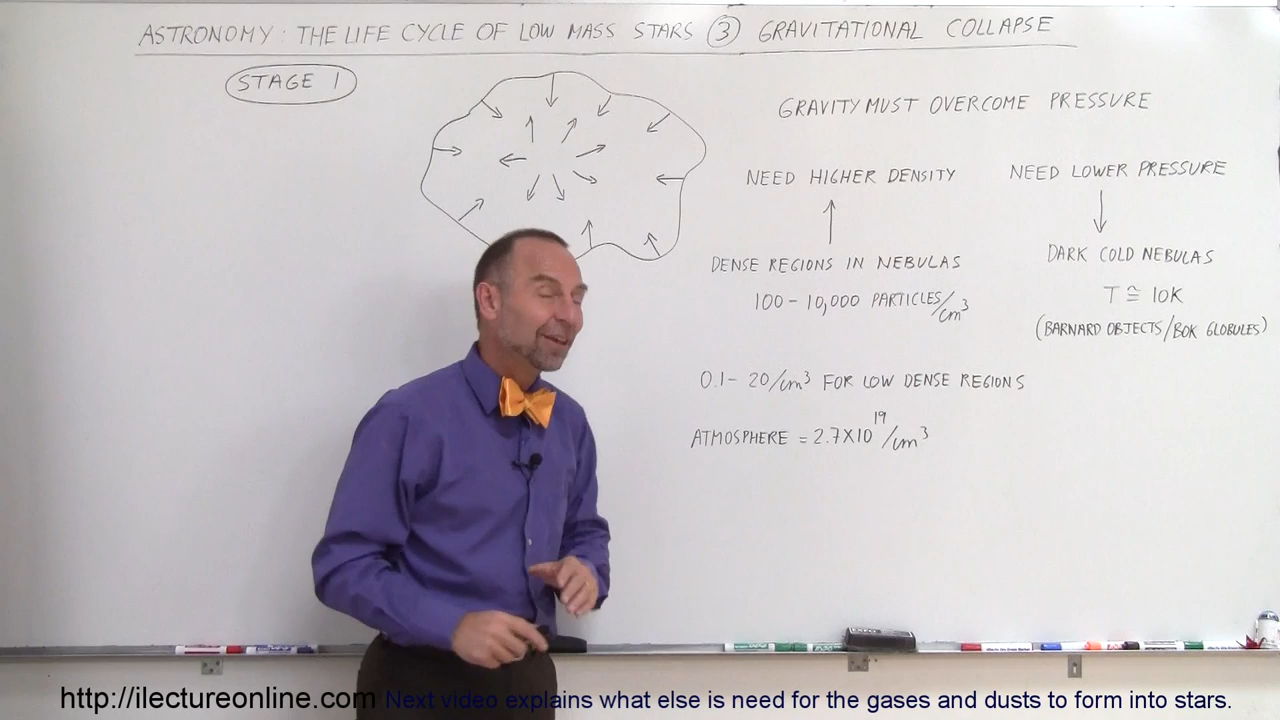 ASTRONOMY: THE LIFE CYCLE OF LOW MASS STARS ③ GRAVITATIONAL COLLAPSE
STAGE 1
GRAVITY MUST OVERCOME PRESSURE
NEED HIGHER DENSITY
NEED LOWER PRESSURE
DENSE REGIONS IN NEBULAS
100 - 10,000 PARTICLES/cm³
DARK COLD NEBULAS
T ≅ 10K
(BARNARD OBJECTS/BOK GLOBULES)
0.1 - 20/cm³ FOR LOW DENSE REGIONS
ATMOSPHERE = 2.7X10¹⁹/cm³
http://ilectureonline.com Next video explains what else is need for the gases and dusts to form into stars.